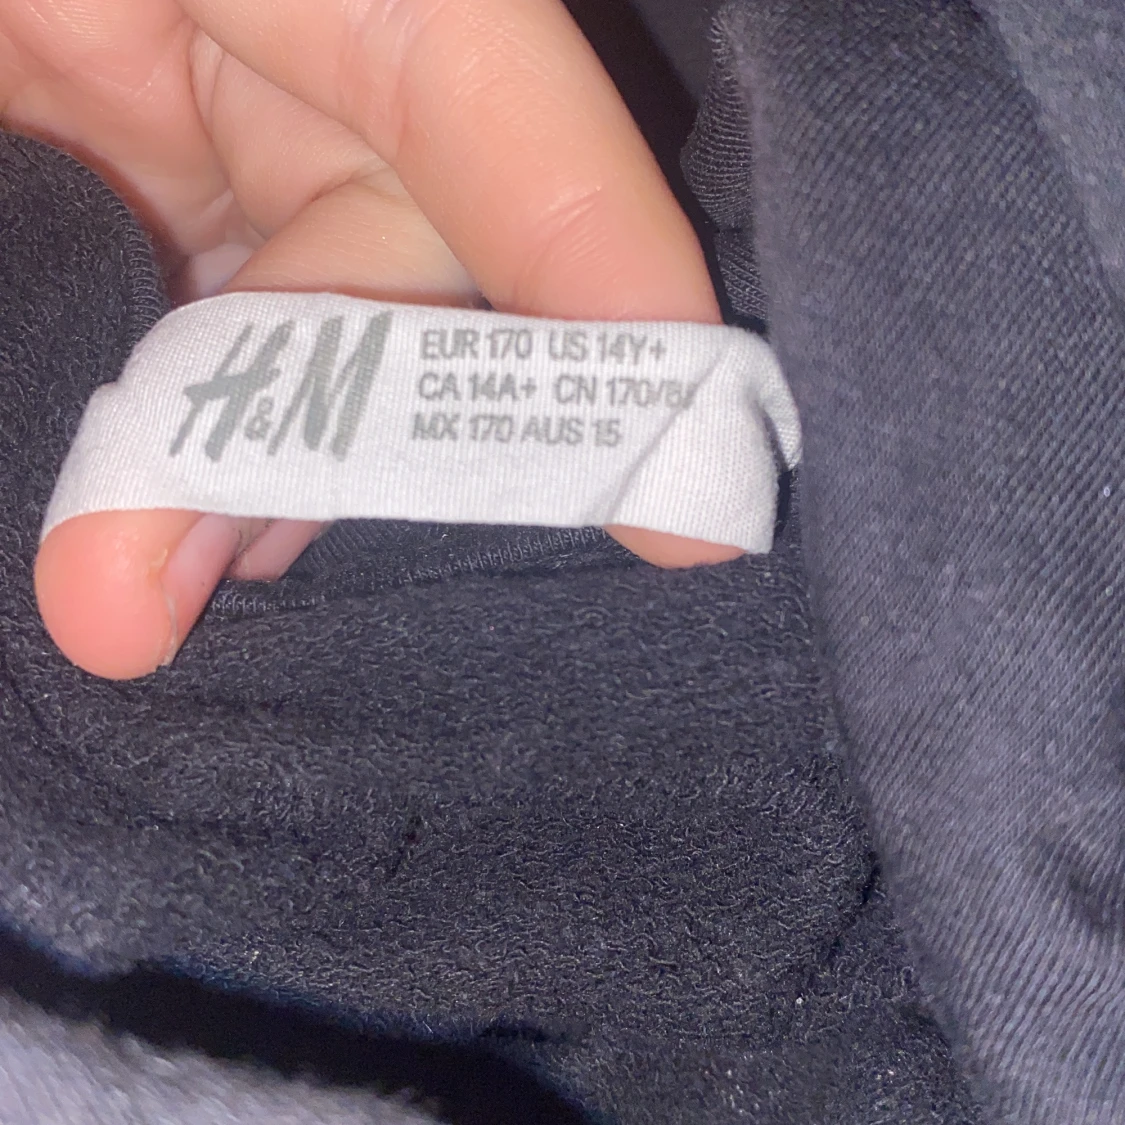 H&M
EUR 170 US 14Y+
CA 14A+ CN 170/
MX 170 AUS 15